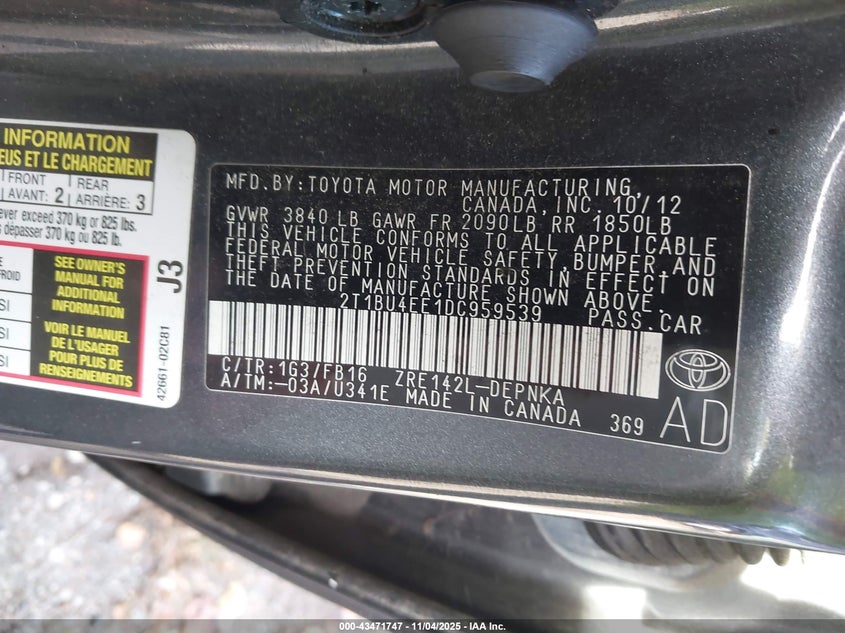 INFORMATION
EUS ET LE CHARGEMENT
FRONT
AVANT: 2
REAR
ARRIÈRE: 3
ever exceed 370 kg or 825 lbs.
dépasser 370 kg ou 825 lb.
SEE OWNER'S
MANUAL FOR
ADDITIONAL
INFORMATION
VOIR LE MANUEL
DE L'USAGER
POUR PLUS DE
RENSEIGNEMENTS
J3
42661-02C81
MFD.BY:TOYOTA MOTOR MANUFACTURING,
CANADA, INC. 10/12
GVWR 3840LB GAWR FR 2090LB RR 1850LB
THIS VEHICLE CONFORMS TO ALL APPLICABLE
FEDERAL MOTOR VEHICLE SAFETY, BUMPER, AND
THEFT PREVENTION STANDARDS IN EFFECT ON
THE DATE OF MANUFACTURE SHOWN ABOVE.
2T1BU4EE1DC959539 PASS.CAR
C/TR:1G3/FB16 ZRE142L-DEPNKA
A/TM:-03A/U341E MADE IN CANADA 369
AD
000-43471747 - 11/04/2025 - IAA Inc.